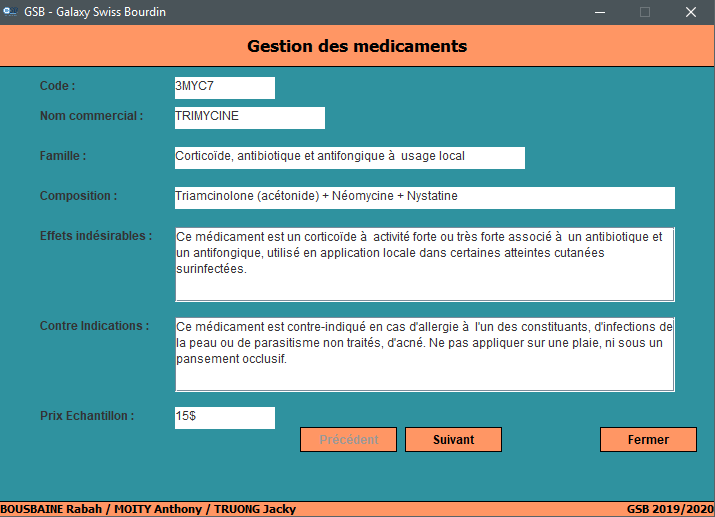 GSB - Galaxy Swiss Bourdin
Gestion des medicaments
Code : 3MYC7
Nom commercial : TRIMYCINE
Famille : Corticoïde, antibiotique et antifongique à  usage local
Composition : Triamcinolone (acétonide) + Néomycine + Nystatine
Effets indésirables : Ce médicament est un corticoïde à  activité forte ou très forte associé à  un antibiotique et
un antifongique, utilisé en application locale dans certaines atteintes cutanées
surinfectées.
Contre Indications : Ce médicament est contre-indiqué en cas d'allergie à  l'un des constituants, d'infections de
la peau ou de parasitisme non traités, d'acné. Ne pas appliquer sur une plaie, ni sous un
pansement occlusif.
Prix Echantillon : 15$
Précédent Suivant Fermer
BOUSBAINE Rabah / MOITY Anthony / TRUONG Jacky GSB 2019/2020